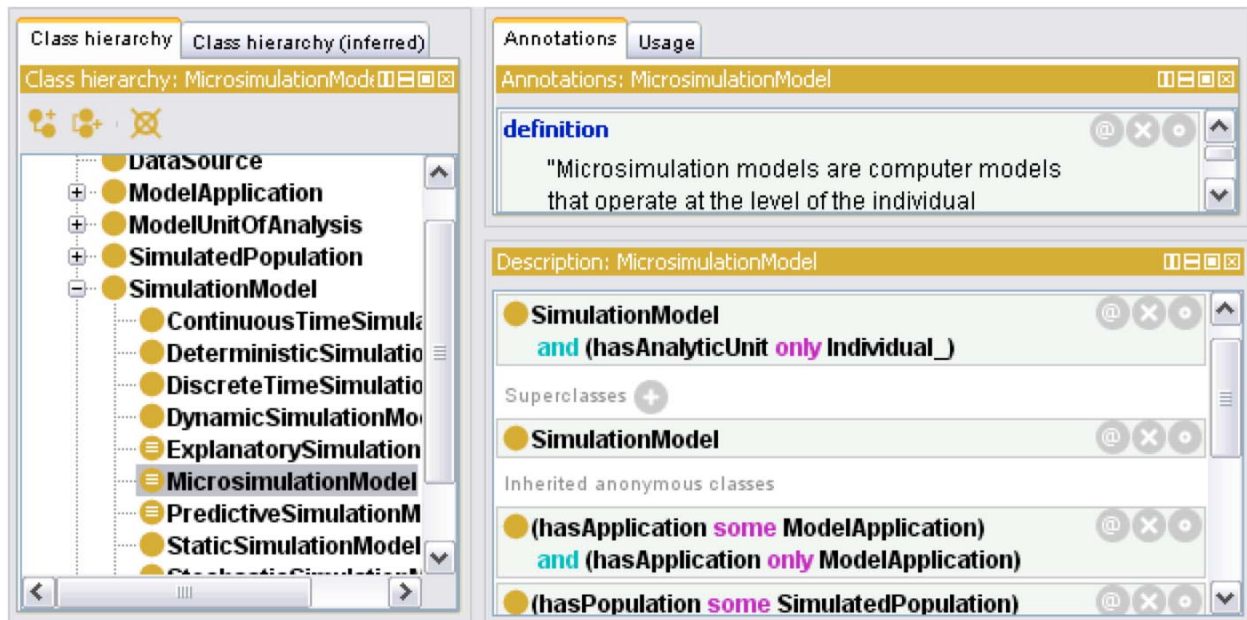 Class hierarchy
Class hierarchy (inferred)
Class hierarchy: MicrosimulationMode
DataSource
ModelApplication
ModelUnitOfAnalysis
SimulatedPopulation
SimulationModel
ContinuousTimeSimula
DeterministicSimulatio
DiscreteTimeSimulatio
DynamicSimulationMo
ExplanatorySimulation
MicrosimulationModel
PredictiveSimulationM
StaticSimulationModel
Annotations
Usage
Annotations: MicrosimulationModel
definition
"Microsimulation models are computer models
that operate at the level of the individual
Description: MicrosimulationModel
SimulationModel
and (hasAnalyticUnit only Individual_)
Superclasses
SimulationModel
Inherited anonymous classes
(hasApplication some ModelApplication)
and (hasApplication only ModelApplication)
(hasPopulation some SimulatedPopulation)